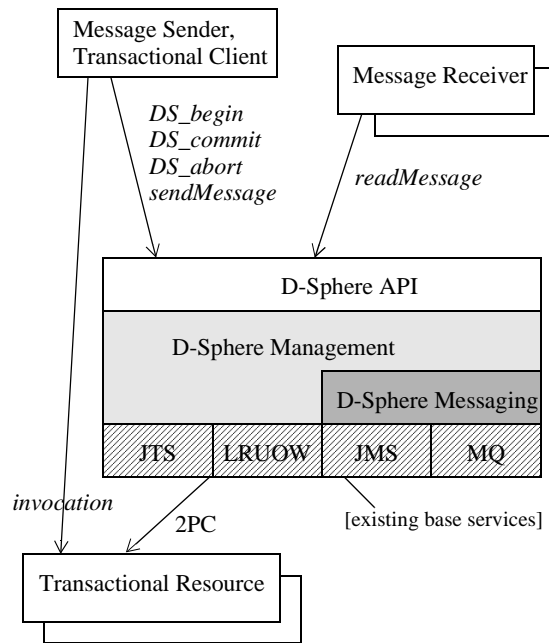 Message Sender,
Transactional Client
Message Receiver
DS_begin
DS_commit
DS_abort
sendMessage
readMessage
D-Sphere API
D-Sphere Management
D-Sphere Messaging
JTS
LRUOW
JMS
MQ
invocation
2PC
[existing base services]
Transactional Resource